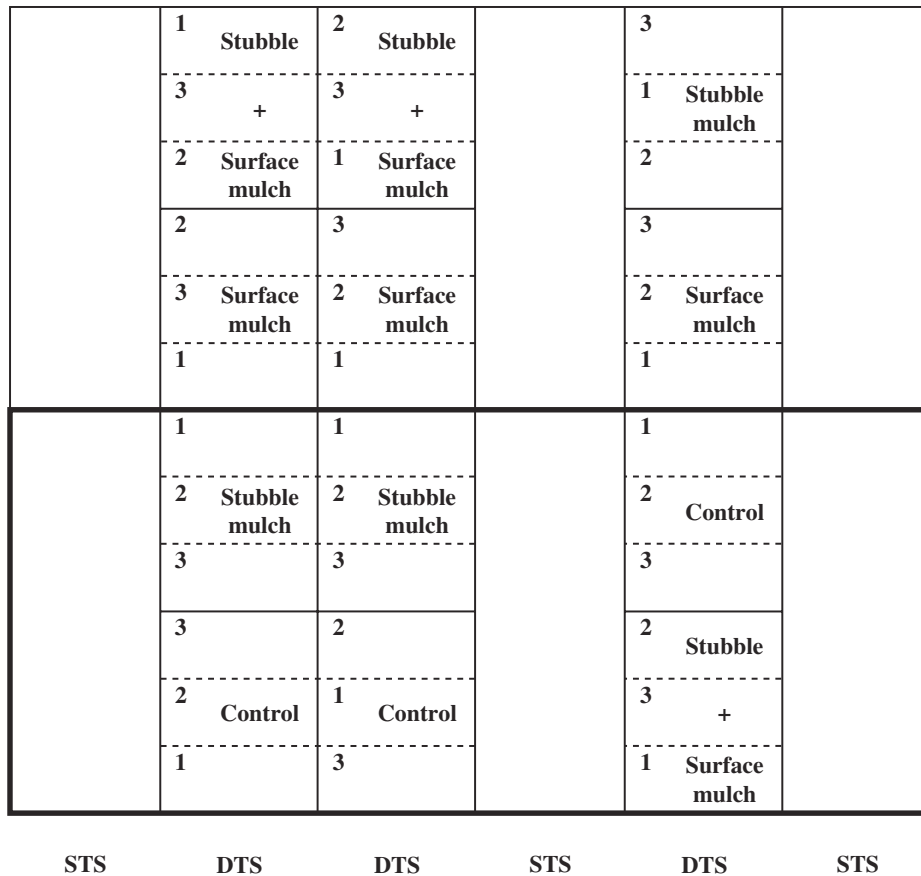 1 Stubble 2 Stubble 3
3 + 3 + 1 Stubble mulch
2 Surface mulch 1 Surface mulch 2
2 3 3
3 Surface mulch 2 Surface mulch 2 Surface mulch
1 1 1
1 1 1
2 Stubble mulch 2 Stubble mulch 2 Control
3 3 3
3 2 2 Stubble
2 Control 1 Control 3 +
1 3 1 Surface mulch
STS DTS DTS STS DTS STS